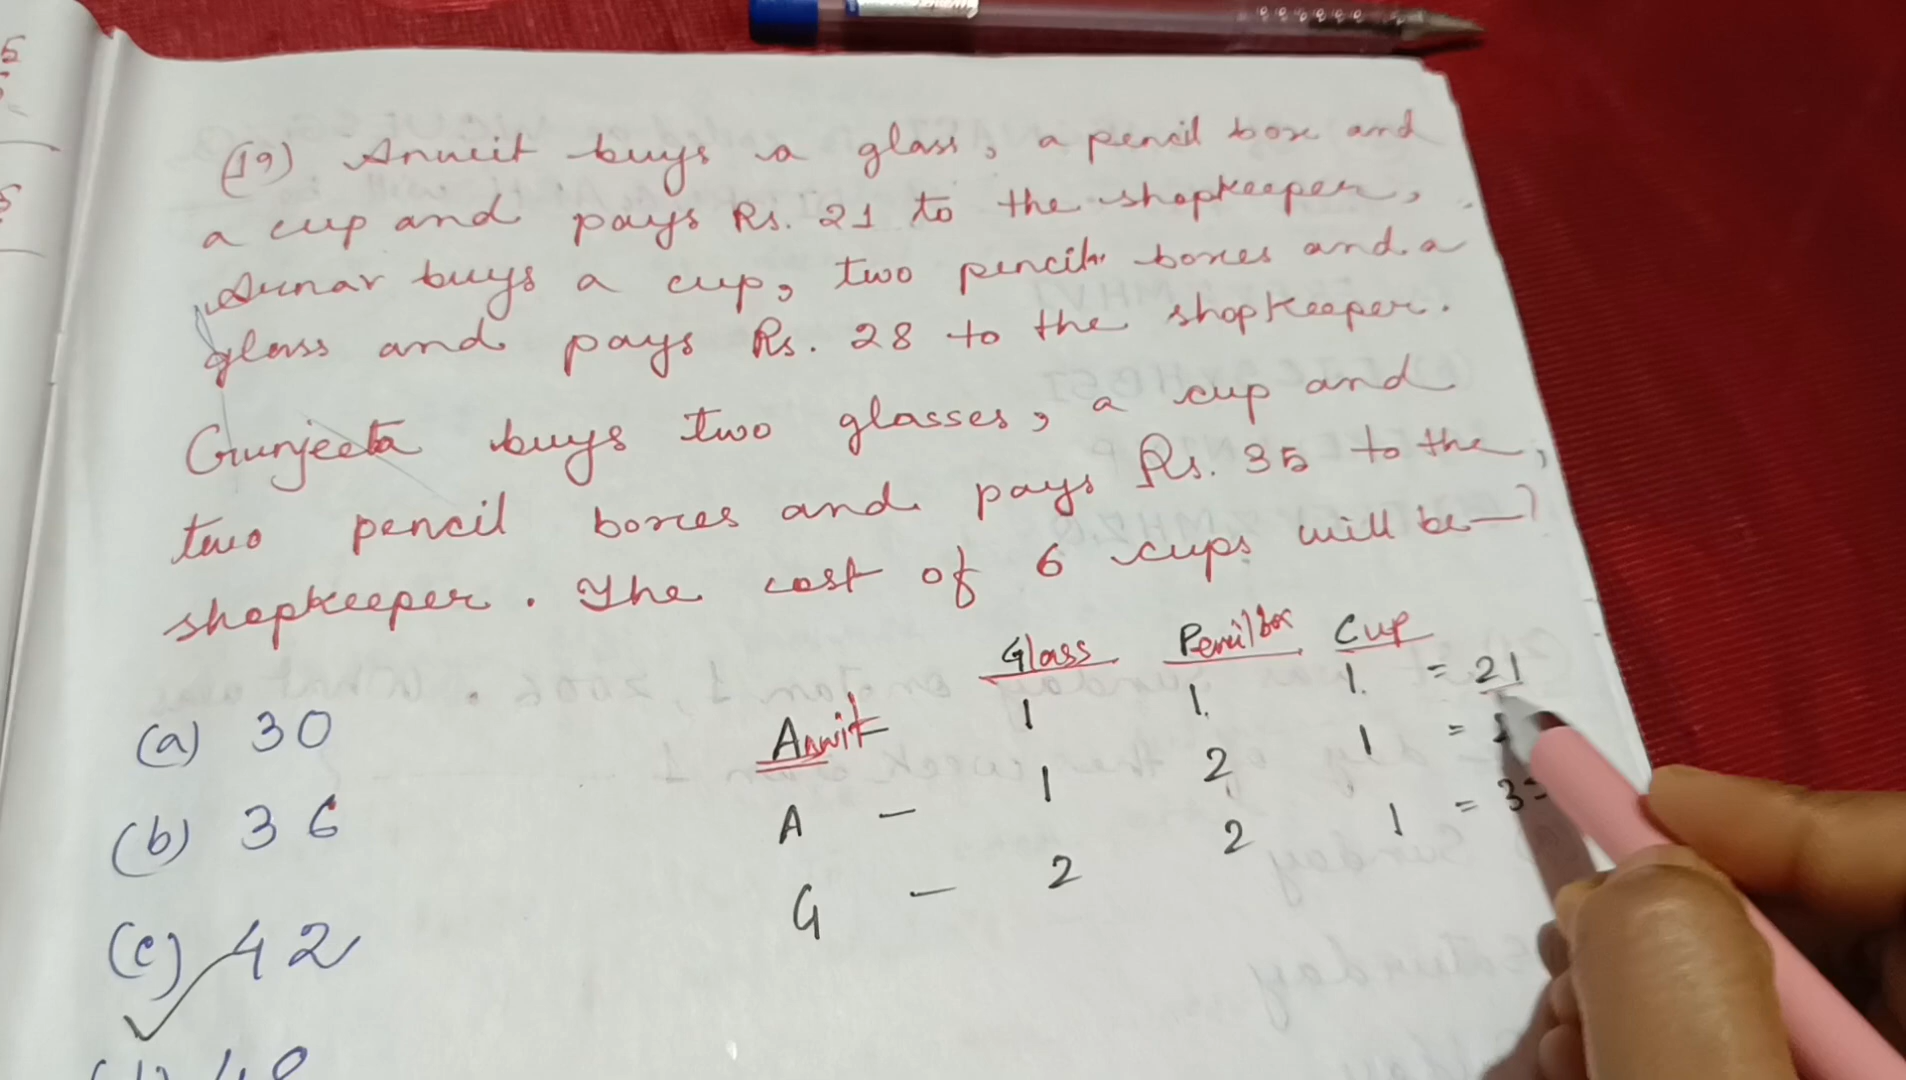 (19) Anwit buys a glass, a pencil box and
a cup and pays Rs. 21 to the shopkeeper,
buys a cup, two pencil boxes and a
glass and pays Rs. 28 to the shopkeeper.
Gunjeeta buys two glasses, a cup and
two pencil boxes and pays Rs. 35 to the
shopkeeper. The cost of 6 cups will be —?
Glass Pencil box Cup
Anwit 1 1. 1. = 21
A — 1 2 1 =
G — 2 2 1 =
(a) 30
(b) 36
(c) 42